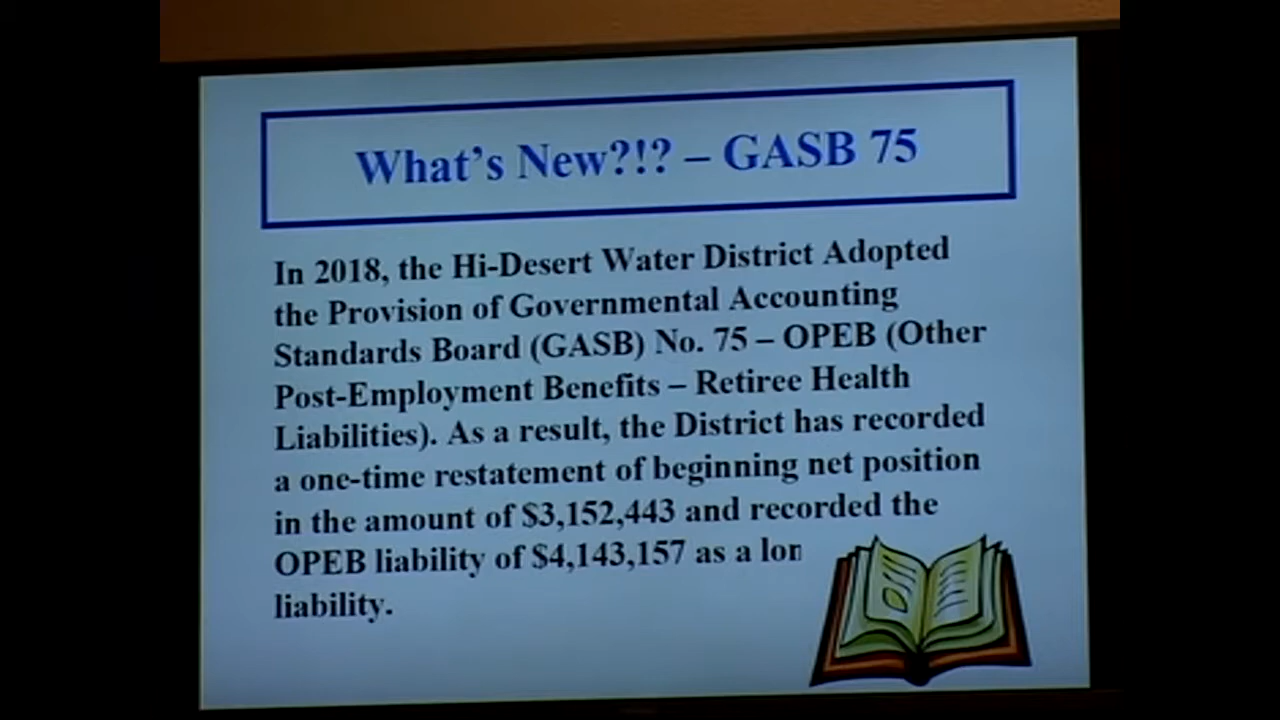 What's New?!? – GASB 75
In 2018, the Hi-Desert Water District Adopted
the Provision of Governmental Accounting
Standards Board (GASB) No. 75 – OPEB (Other
Post-Employment Benefits – Retiree Health
Liabilities). As a result, the District has recorded
a one-time restatement of beginning net position
in the amount of $3,152,443 and recorded the
OPEB liability of $4,143,157 as a
liability.